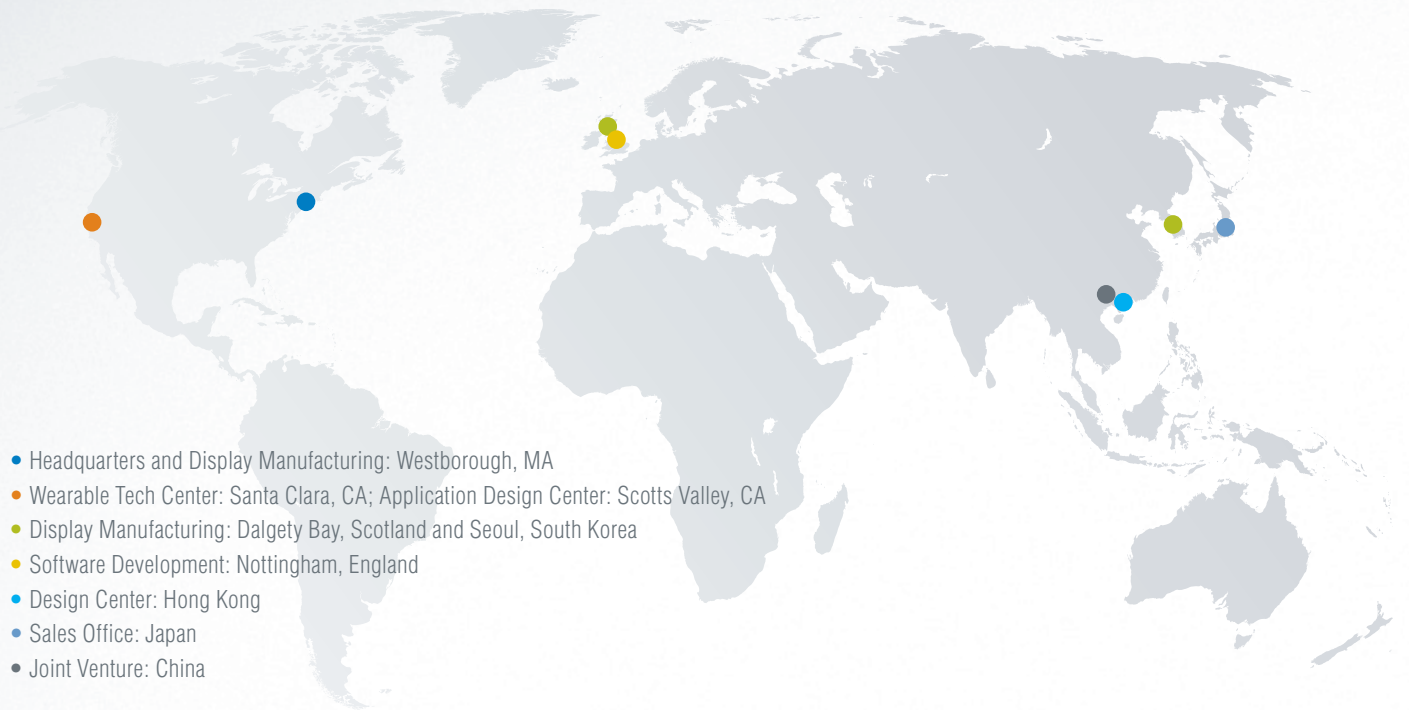 Headquarters and Display Manufacturing: Westborough, MA
Wearable Tech Center: Santa Clara, CA; Application Design Center: Scotts Valley, CA
Display Manufacturing: Dalgety Bay, Scotland and Seoul, South Korea
Software Development: Nottingham, England
Design Center: Hong Kong
Sales Office: Japan
Joint Venture: China